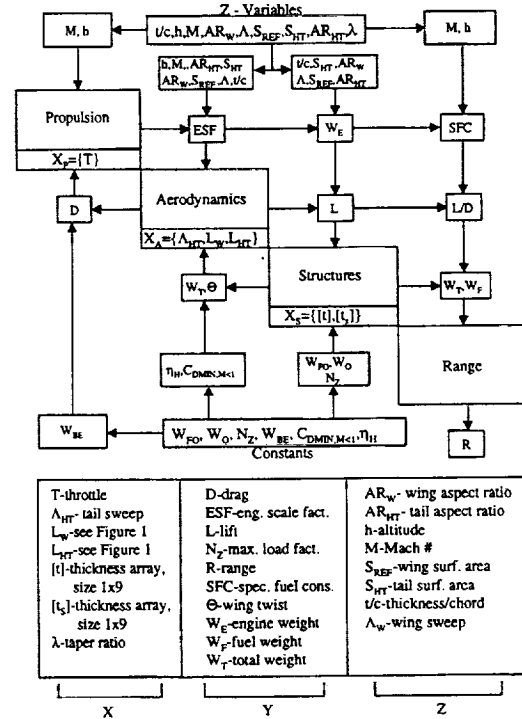 Z - Variables
M, h
t/c,h,M,AR_W,Λ,S_REF,S_HT,AR_HT,λ
M, h
h,M,,AR_HT,S_HT
AR_W,S_REF,Λ,t/c
t/c,S_HT,AR_W
Λ,S_REF,AR_HT
Propulsion
ESF
W_E
SFC
X_P={T}
D
Aerodynamics
L
L/D
X_A={Λ_HT,L_W,L_HT}
W_T,Θ
Structures
W_T,W_F
X_S={[t],[t_s]}
Range
η_H,C_DMIN,M<1
W_FO,W_O
N_Z
W_BE
W_FO, W_O, N_Z, W_BE, C_DMIN,M<1,η_H
Constants
R
T-throttle
Λ_HT- tail sweep
L_W-see Figure 1
L_HT-see Figure 1
[t]-thickness array,
size 1x9
[t_s]-thickness array,
size 1x9
λ-taper ratio
D-drag
ESF-eng. scale fact.
L-lift
N_Z-max. load fact.
R-range
SFC-spec. fuel cons.
Θ-wing twist
W_E-engine weight
W_F-fuel weight
W_T-total weight
AR_W- wing aspect ratio
AR_HT- tail aspect ratio
h-altitude
M-Mach #
S_REF-wing surf. area
S_HT-tail surf. area
t/c-thickness/chord
Λ_W-wing sweep
X
Y
Z